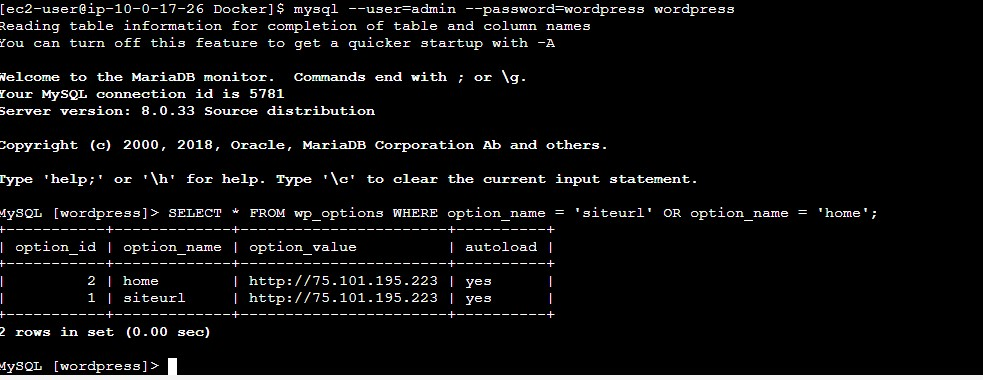 [ec2-user@ip-10-0-17-26 Docker]$ mysql --user=admin --password=wordpress wordpress
Reading table information for completion of table and column names
You can turn off this feature to get a quicker startup with -A
Welcome to the MariaDB monitor.  Commands end with ; or \g.
Your MySQL connection id is 5781
Server version: 8.0.33 Source distribution
Copyright (c) 2000, 2018, Oracle, MariaDB Corporation Ab and others.
Type 'help;' or '\h' for help. Type '\c' to clear the current input statement.
MySQL [wordpress]> SELECT * FROM wp_options WHERE option_name = 'siteurl' OR option_name = 'home';
+-----------+-------------+-----------------------+----------+
| option_id | option_name | option_value          | autoload |
+-----------+-------------+-----------------------+----------+
|         2 | home        | http://75.101.195.223 | yes      |
|         1 | siteurl     | http://75.101.195.223 | yes      |
+-----------+-------------+-----------------------+----------+
2 rows in set (0.00 sec)
MySQL [wordpress]>